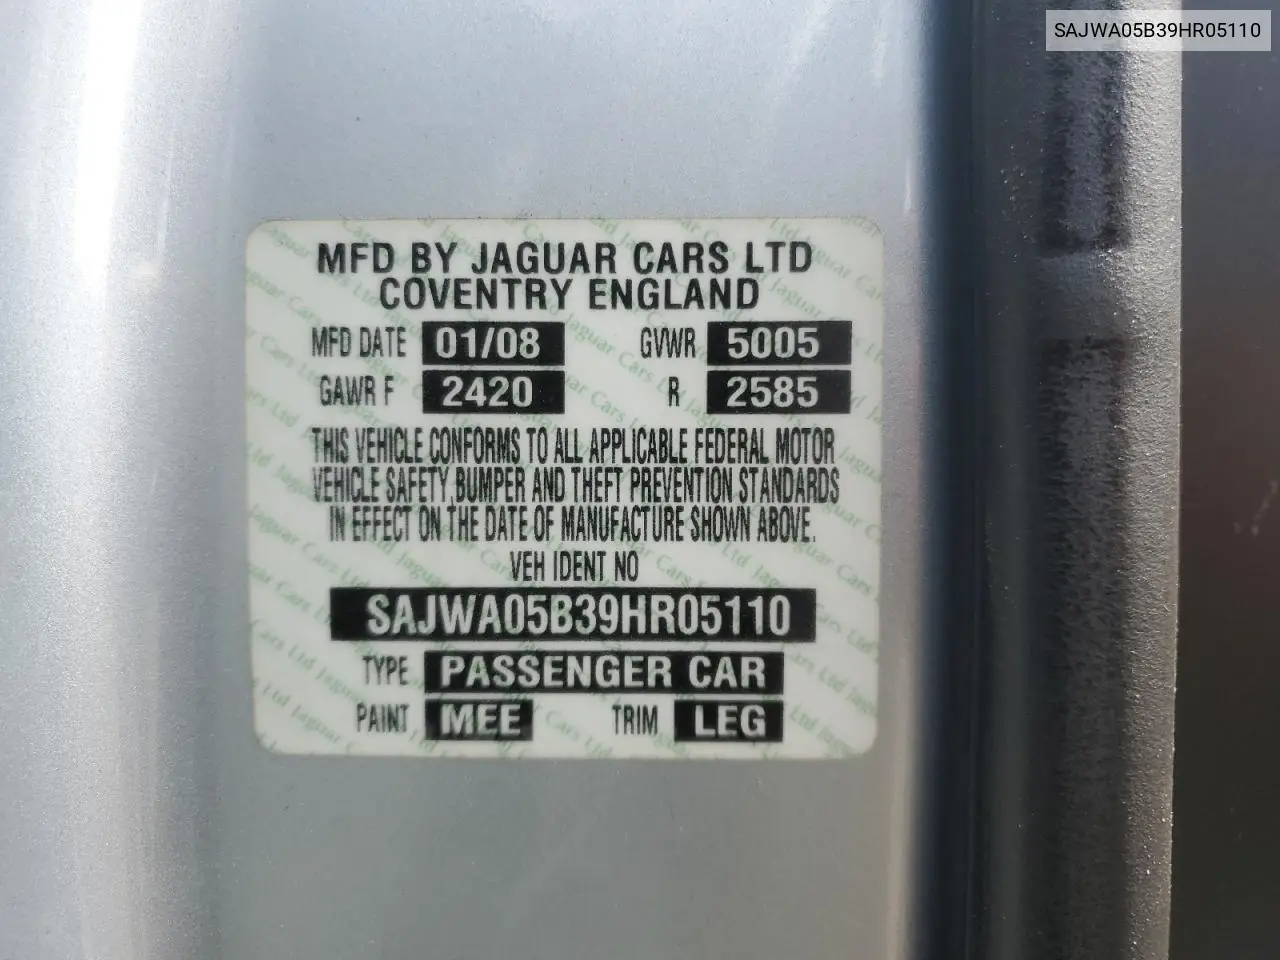 SAJWA05B39HR05110
MFD BY JAGUAR CARS LTD
COVENTRY ENGLAND
MFD DATE 01/08 GVWR 5005
GAWR F 2420 R 2585
THIS VEHICLE CONFORMS TO ALL APPLICABLE FEDERAL MOTOR
VEHICLE SAFETY, BUMPER AND THEFT PREVENTION STANDARDS
IN EFFECT ON THE DATE OF MANUFACTURE SHOWN ABOVE.
VEH IDENT NO
SAJWA05B39HR05110
TYPE PASSENGER CAR
PAINT MEE TRIM LEG